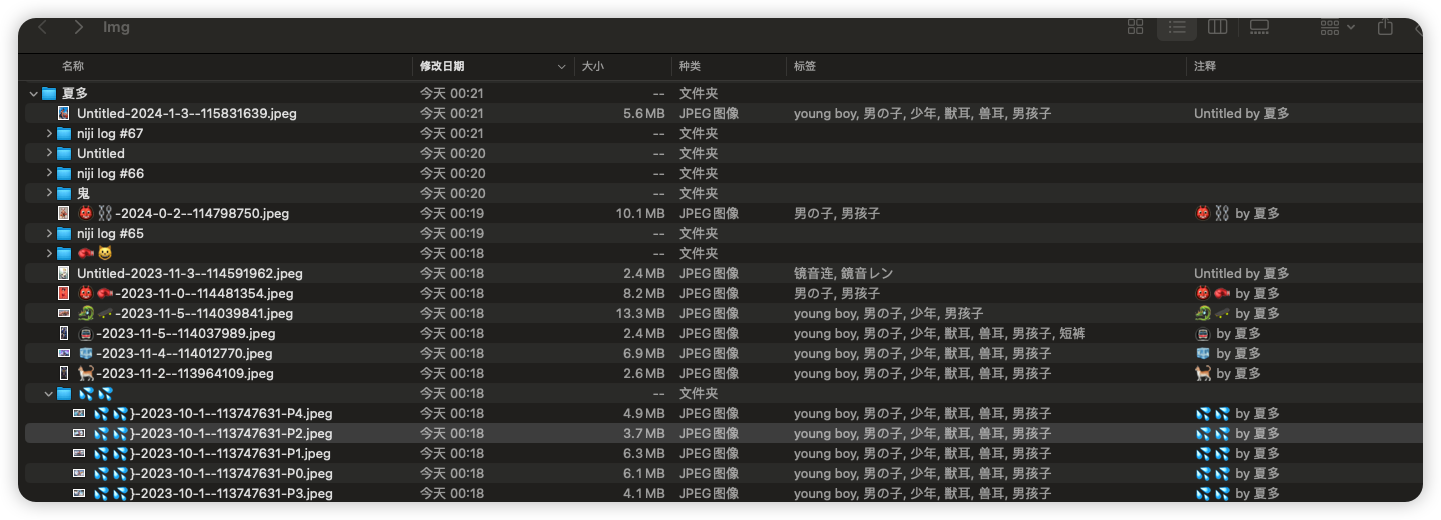 Img
名称 修改日期 大小 种类 标签 注释
夏多 今天 00:21 -- 文件夹
Untitled-2024-1-3--115831639.jpeg 今天 00:21 5.6 MB JPEG图像 young boy, 男の子, 少年, 獣耳, 兽耳, 男孩子 Untitled by 夏多
niji log #67 今天 00:21 -- 文件夹
Untitled 今天 00:20 -- 文件夹
niji log #66 今天 00:20 -- 文件夹
鬼 今天 00:20 -- 文件夹
👹⛓️-2024-0-2--114798750.jpeg 今天 00:19 10.1 MB JPEG图像 男の子, 男孩子 👹⛓️ by 夏多
niji log #65 今天 00:19 -- 文件夹
🥊😺 今天 00:18 -- 文件夹
Untitled-2023-11-3--114591962.jpeg 今天 00:18 2.4 MB JPEG图像 镜音连, 鏡音レン Untitled by 夏多
👹🥊-2023-11-0--114481354.jpeg 今天 00:18 8.2 MB JPEG图像 男の子, 男孩子 👹🥊 by 夏多
🐲🛹-2023-11-5--114039841.jpeg 今天 00:18 13.3 MB JPEG图像 young boy, 男の子, 少年, 男孩子 🐲🛹 by 夏多
🚇-2023-11-5--114037989.jpeg 今天 00:18 2.4 MB JPEG图像 young boy, 男の子, 少年, 獣耳, 兽耳, 男孩子, 短裤 🚇 by 夏多
🧊-2023-11-4--114012770.jpeg 今天 00:18 6.9 MB JPEG图像 young boy, 男の子, 少年, 獣耳, 兽耳, 男孩子 🧊 by 夏多
🐕-2023-11-2--113964109.jpeg 今天 00:18 2.6 MB JPEG图像 young boy, 男の子, 少年, 獣耳, 兽耳, 男孩子 🐕 by 夏多
💦💦 今天 00:18 -- 文件夹
💦💦}-2023-10-1--113747631-P4.jpeg 今天 00:18 4.9 MB JPEG图像 young boy, 男の子, 少年, 獣耳, 兽耳, 男孩子 💦💦 by 夏多
💦💦}-2023-10-1--113747631-P2.jpeg 今天 00:18 3.7 MB JPEG图像 young boy, 男の子, 少年, 獣耳, 兽耳, 男孩子 💦💦 by 夏多
💦💦}-2023-10-1--113747631-P1.jpeg 今天 00:18 6.3 MB JPEG图像 young boy, 男の子, 少年, 獣耳, 兽耳, 男孩子 💦💦 by 夏多
💦💦}-2023-10-1--113747631-P0.jpeg 今天 00:18 6.1 MB JPEG图像 young boy, 男の子, 少年, 獣耳, 兽耳, 男孩子 💦💦 by 夏多
💦💦}-2023-10-1--113747631-P3.jpeg 今天 00:18 4.1 MB JPEG图像 young boy, 男の子, 少年, 獣耳, 兽耳, 男孩子 💦💦 by 夏多